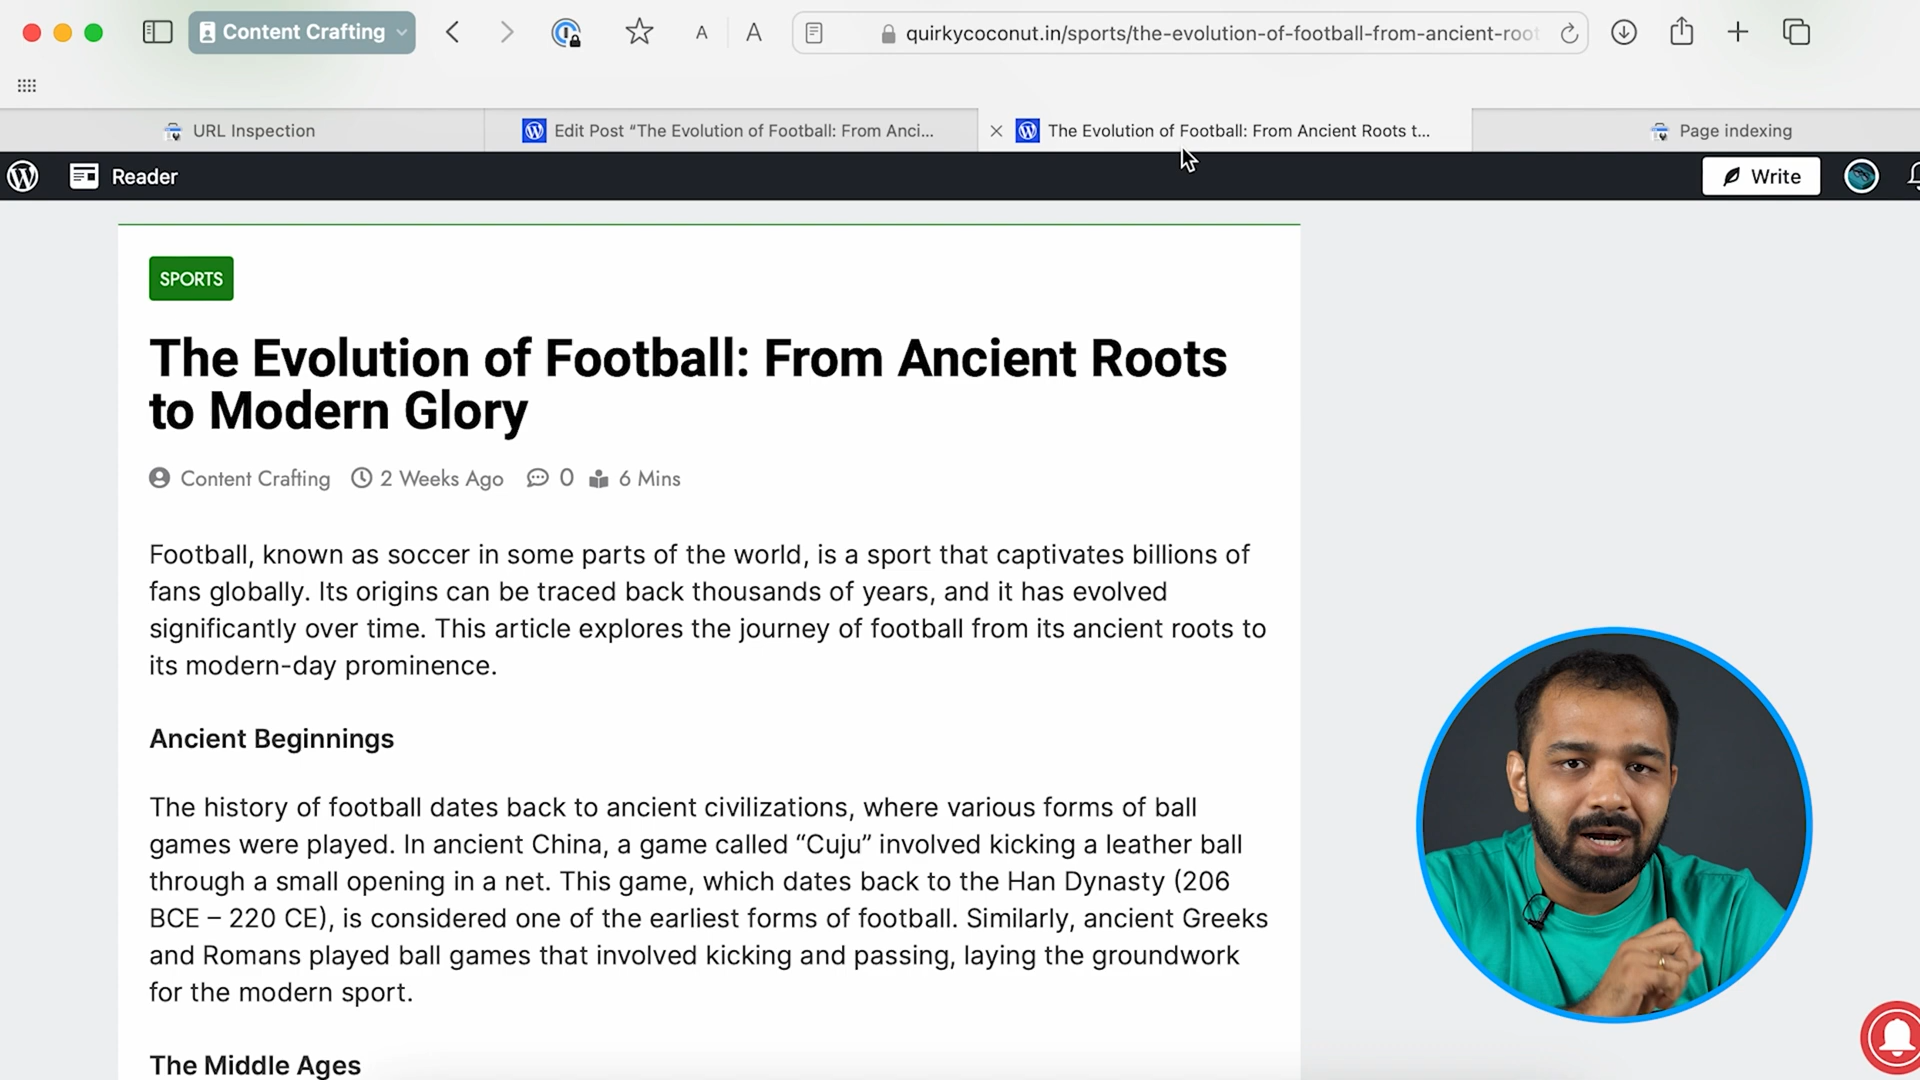 Content Crafting
A
A
quirkycoconut.in/sports/the-evolution-of-football-from-ancient-root
URL Inspection
Edit Post “The Evolution of Football: From Anci...
The Evolution of Football: From Ancient Roots t...
Page indexing
Reader
Write
SPORTS
The Evolution of Football: From Ancient Roots
to Modern Glory
Content Crafting 2 Weeks Ago 0 6 Mins
Football, known as soccer in some parts of the world, is a sport that captivates billions of
fans globally. Its origins can be traced back thousands of years, and it has evolved
significantly over time. This article explores the journey of football from its ancient roots to
its modern-day prominence.
Ancient Beginnings
The history of football dates back to ancient civilizations, where various forms of ball
games were played. In ancient China, a game called “Cuju” involved kicking a leather ball
through a small opening in a net. This game, which dates back to the Han Dynasty (206
BCE – 220 CE), is considered one of the earliest forms of football. Similarly, ancient Greeks
and Romans played ball games that involved kicking and passing, laying the groundwork
for the modern sport.
The Middle Ages